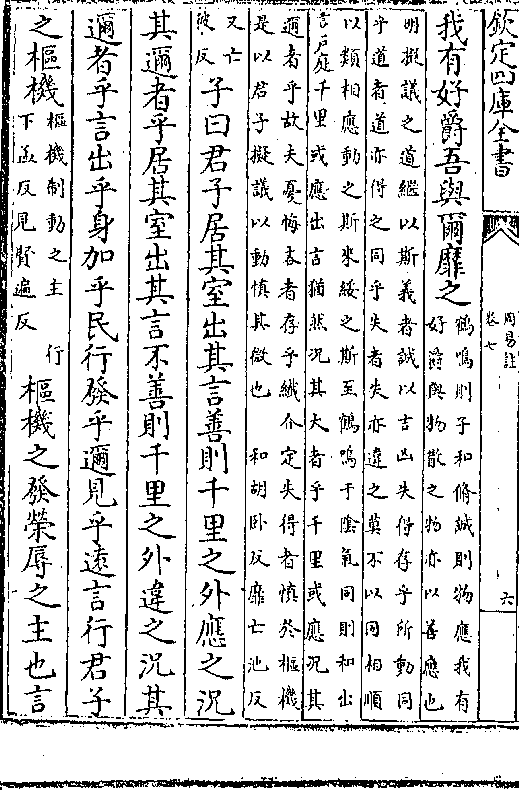 欽定四庫全書
周易註
卷七
六
我有好爵吾與爾靡之
鶴鳴則子和脩誠則物應我有
好爵與物散之物亦以善應也
明擬議之道繼以斯義者誠以吉凶失得存乎所動同
乎道者道亦得之同乎失者失亦違之莫不以同相順
以類相應動之斯來綏之斯至鶴鳴于陰氣同則和出
言戶庭千里或應出言猶然況其大者乎千里或應況其
邇者乎故夫憂悔吝者存乎纎介定失得者慎於樞機
是以君子擬議以動慎其微也 和胡卧反靡亡池反
又亡
彼反
子曰君子居其室出其言善則千里之外應之況
其邇者乎居其室出其言不善則千里之外違之況其
邇者乎言出乎身加乎民行發乎邇見乎遠言行君子
之樞機
樞機制動之主 行
下孟反見賢遍反
樞機之發榮辱之主也言